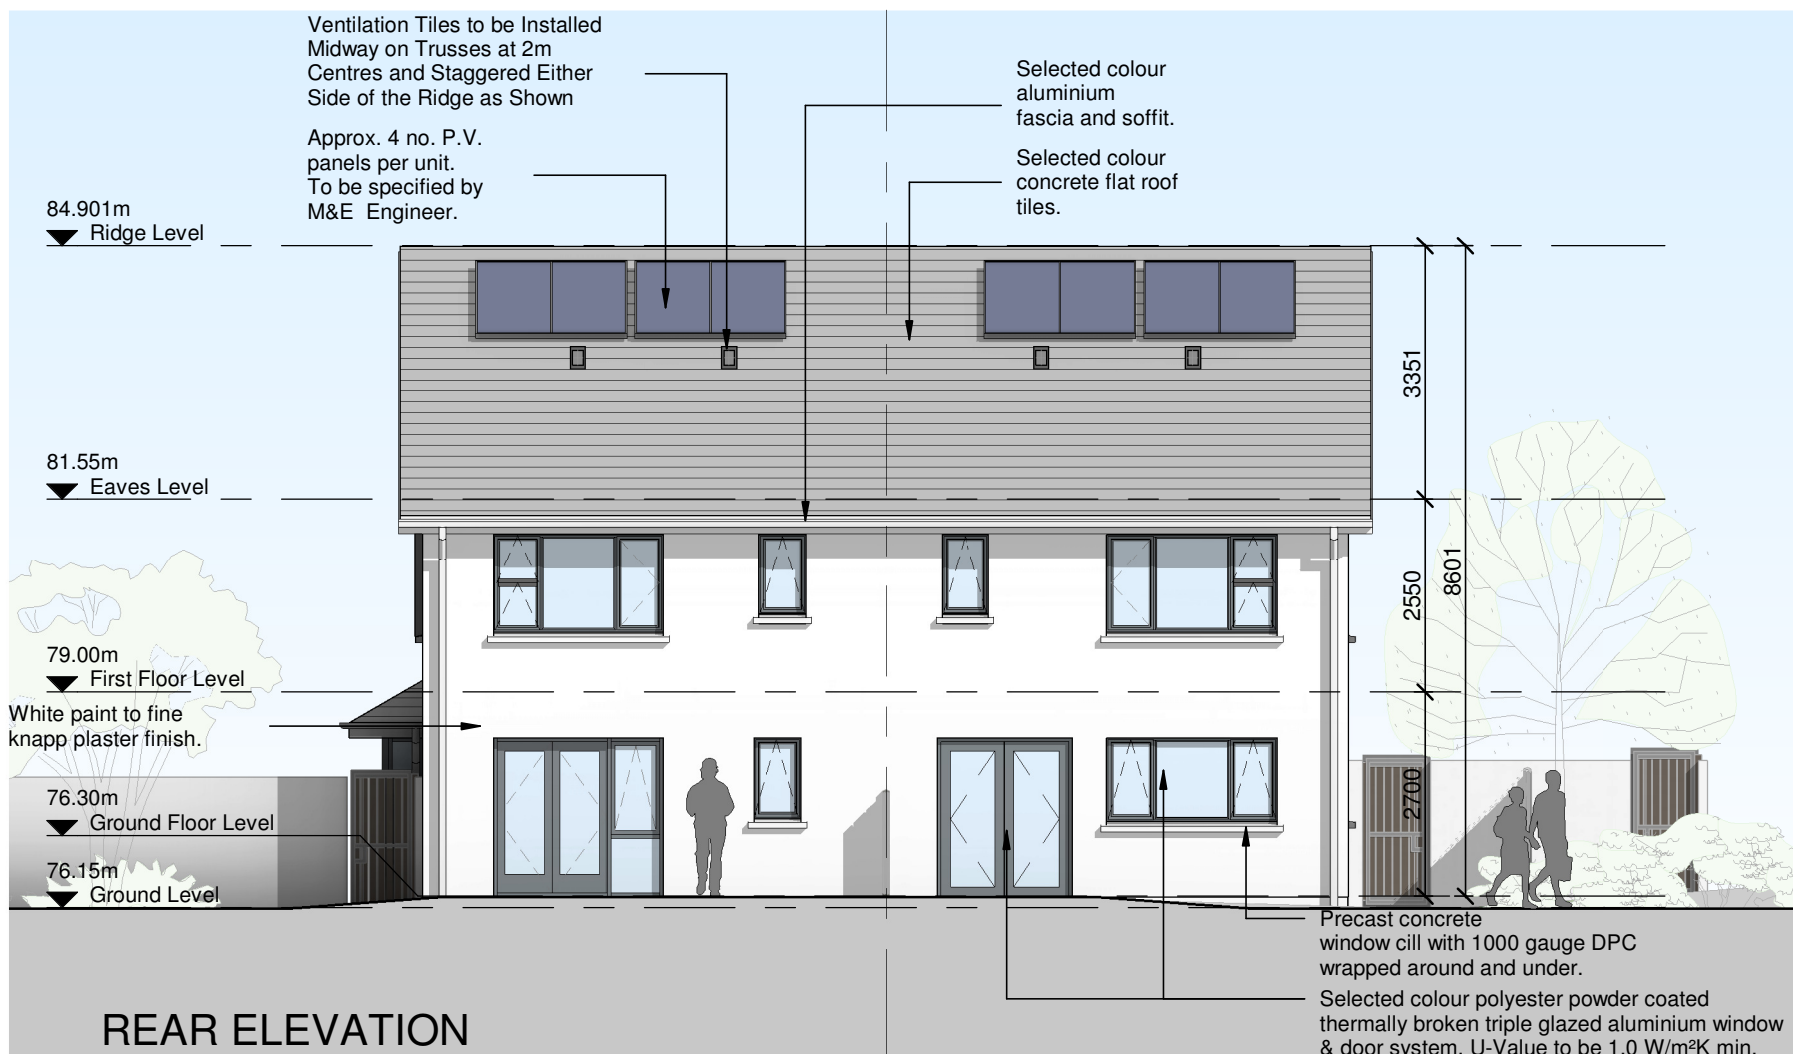 Ventilation Tiles to be Installed
Midway on Trusses at 2m
Centres and Staggered Either
Side of the Ridge as Shown
Approx. 4 no. P.V.
panels per unit.
To be specified by
M&E Engineer.
Selected colour
aluminium
fascia and soffit.
Selected colour
concrete flat roof
tiles.
84.901m
Ridge Level
81.55m
Eaves Level
79.00m
First Floor Level
White paint to fine
knapp plaster finish.
76.30m
Ground Floor Level
76.15m
Ground Level
3351
2550
8601
2700
Precast concrete
window cill with 1000 gauge DPC
wrapped around and under.
Selected colour polyester powder coated
thermally broken triple glazed aluminium window
& door system. U-Value to be 1.0 W/m²K min.
REAR ELEVATION